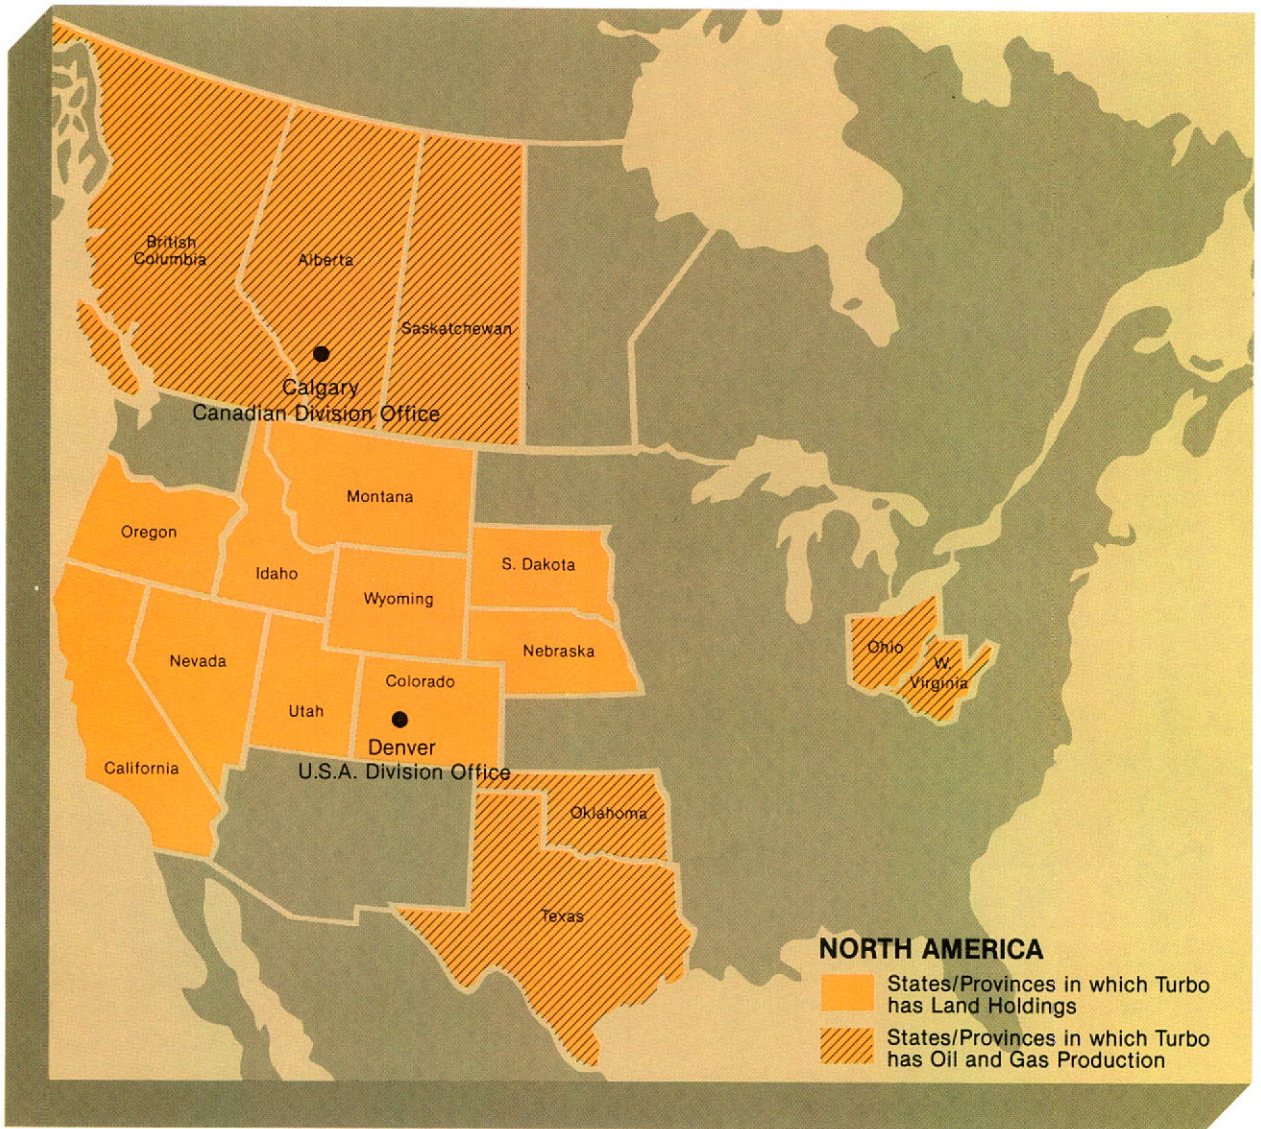 British
Columbia
Alberta
Saskatchewan
Calgary
Canadian Division Office
Montana
Oregon
Idaho
S. Dakota
Wyoming
Nebraska
Nevada
Colorado
Utah
Denver
U.S.A. Division Office
California
Ohio
W.
Virginia
Oklahoma
Texas
NORTH AMERICA
States/Provinces in which Turbo
has Land Holdings
States/Provinces in which Turbo
has Oil and Gas Production